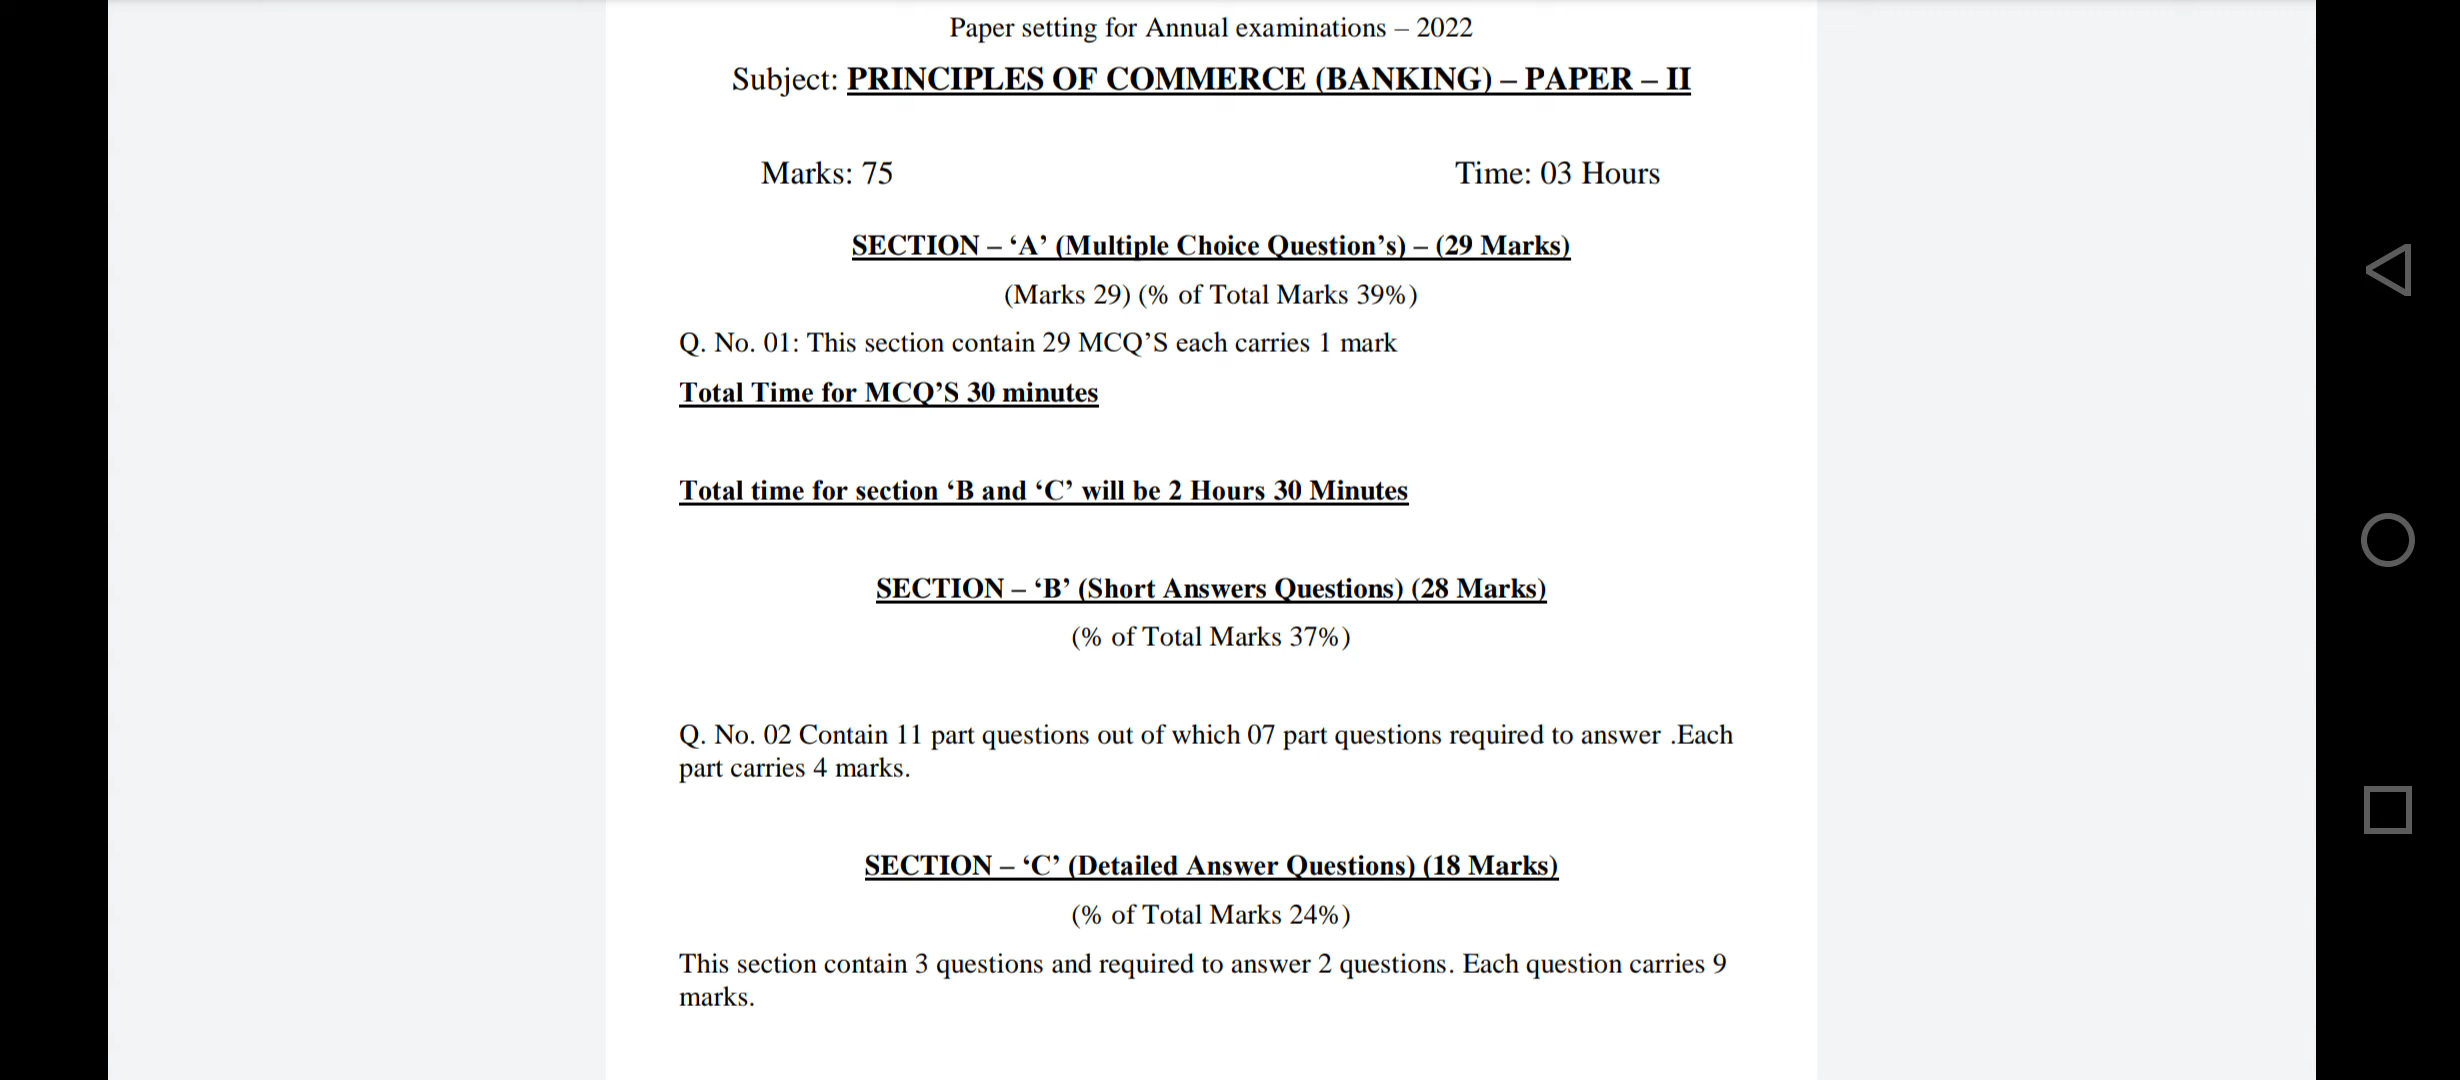 Paper setting for Annual examinations – 2022
Subject: PRINCIPLES OF COMMERCE (BANKING) – PAPER – II
Marks: 75 Time: 03 Hours
SECTION – ‘A’ (Multiple Choice Question’s) – (29 Marks)
(Marks 29) (% of Total Marks 39%)
Q. No. 01: This section contain 29 MCQ’S each carries 1 mark
Total Time for MCQ’S 30 minutes
Total time for section ‘B and ‘C’ will be 2 Hours 30 Minutes
SECTION – ‘B’ (Short Answers Questions) (28 Marks)
(% of Total Marks 37%)
Q. No. 02 Contain 11 part questions out of which 07 part questions required to answer .Each
part carries 4 marks.
SECTION – ‘C’ (Detailed Answer Questions) (18 Marks)
(% of Total Marks 24%)
This section contain 3 questions and required to answer 2 questions. Each question carries 9
marks.